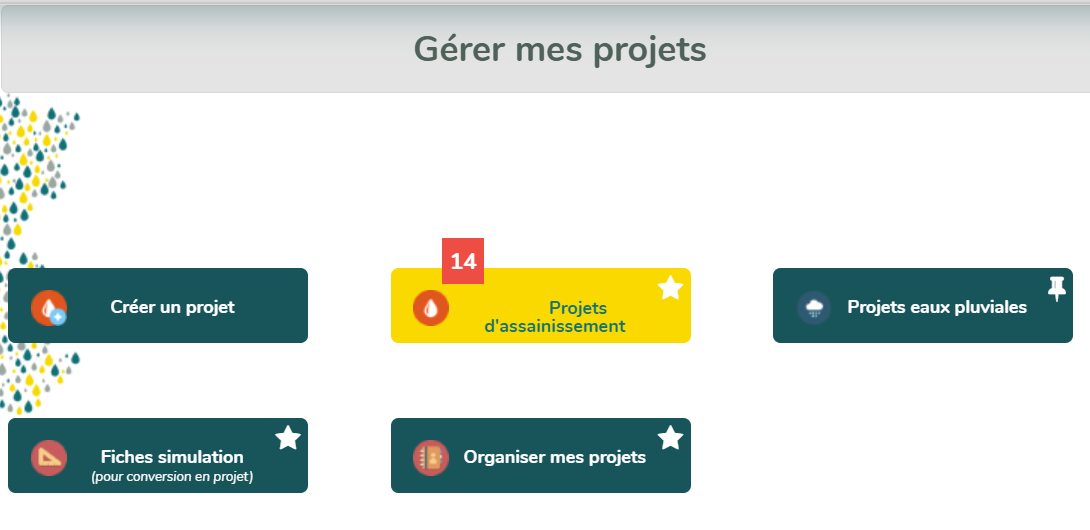 Gérer mes projets
14
Créer un projet
Projets
d'assainissement
Projets eaux pluviales
Fiches simulation
(pour conversion en projet)
Organiser mes projets